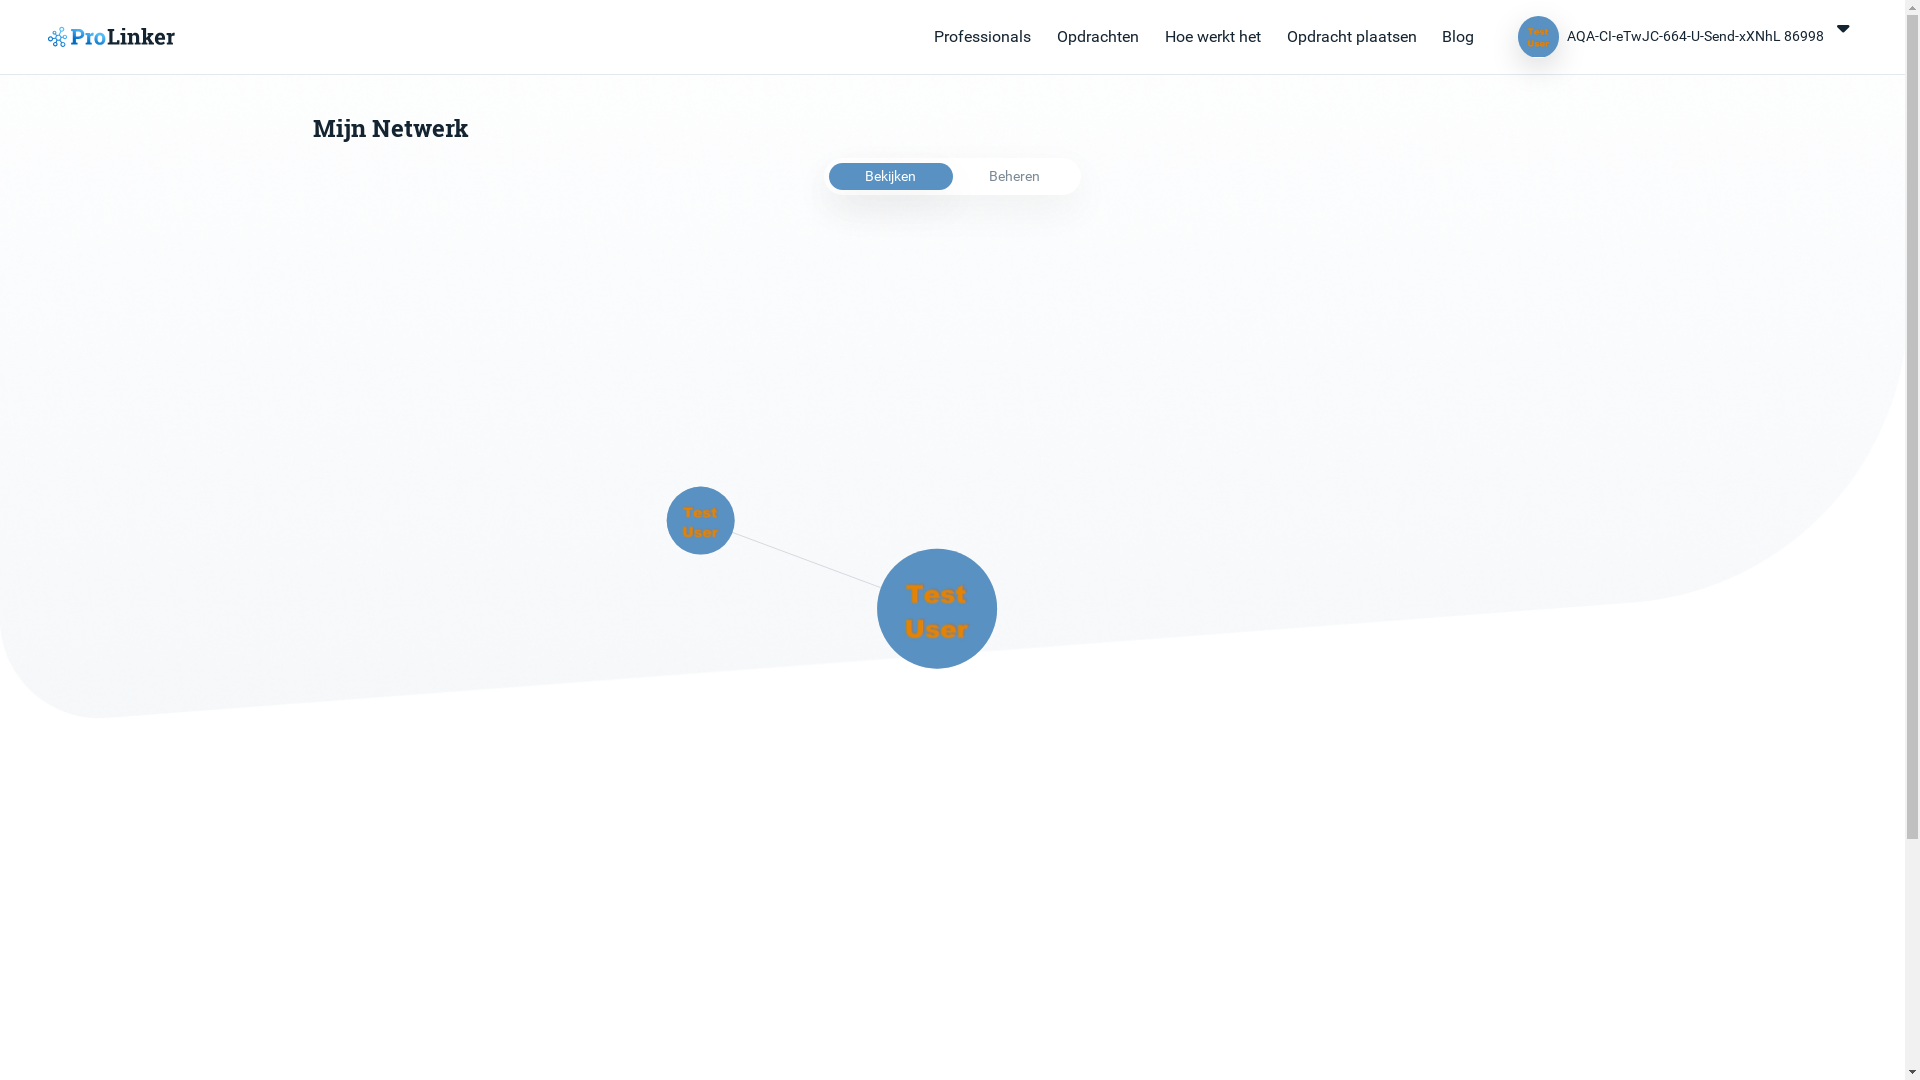 ProLinker
Professionals
Opdrachten
Hoe werkt het
Opdracht plaatsen
Blog
Test
User
AQA-CI-eTwJC-664-U-Send-xXNhL 86998
Mijn Netwerk
Bekijken
Beheren
Test
User
Test
User